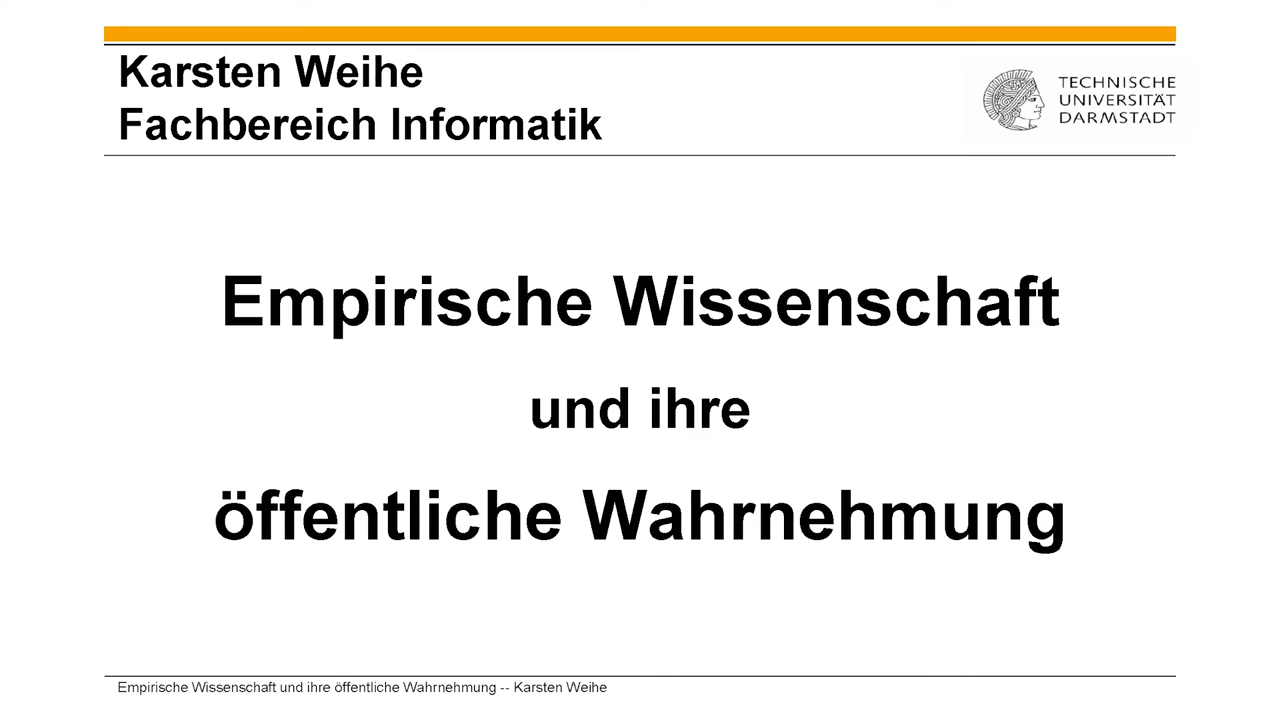 Karsten Weihe
Fachbereich Informatik
TECHNISCHE
UNIVERSITÄT
DARMSTADT
Empirische Wissenschaft
und ihre
öffentliche Wahrnehmung
Empirische Wissenschaft und ihre öffentliche Wahrnehmung -- Karsten Weihe